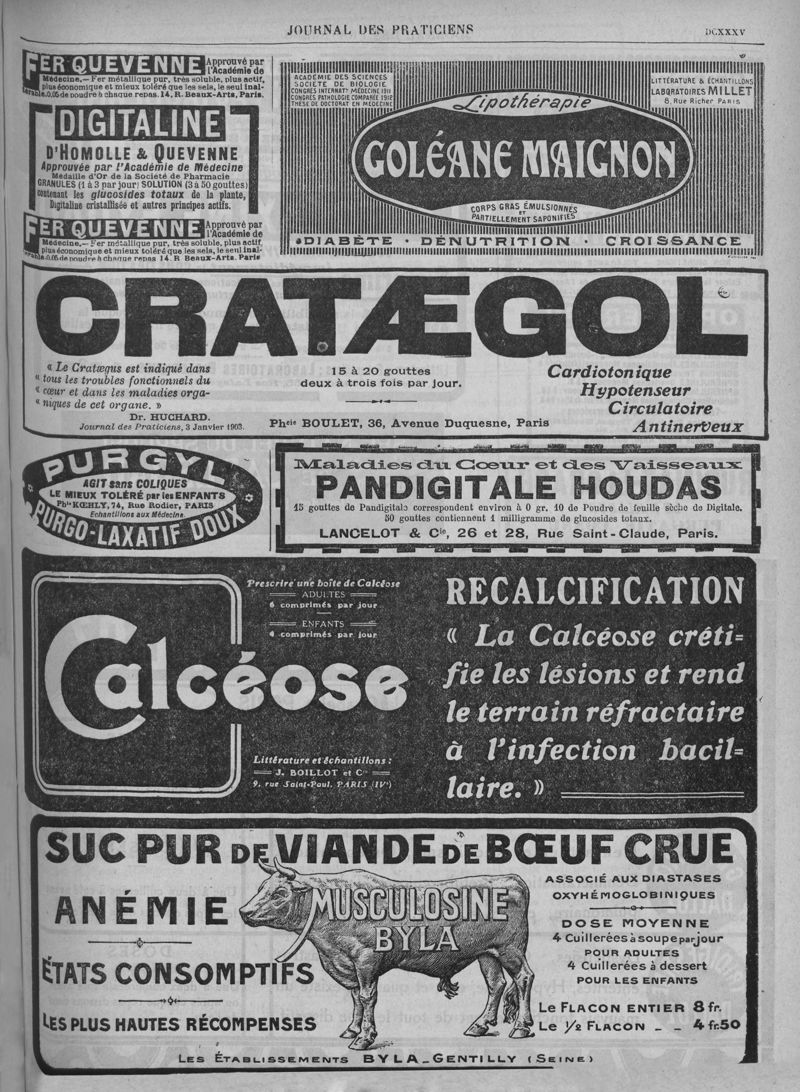 JOURNAL DES PRATICIENS
DCXXXV
FER QUEVENNE Approuvé par
l'Académie de
Médecine.— Fer métallique pur, très soluble, plus actif,
plus économique et mieux toléré que les sels, le seul inal-
térable. 0,05 de poudre à chaque repas. 14, R. Beaux-Arts, Paris.
DIGITALINE
D'HOMOLLE & QUEVENNE
Approuvée par l'Académie de Médecine
Médaille d'Or de la Société de Pharmacie
GRANULES (1 à 3 par jour) SOLUTION (3 à 50 gouttes)
contenant les glucosides totaux de la plante,
Digitaline cristallisée et autres principes actifs.
FER QUEVENNE Approuvé par
l'Académie de
Médecine.— Fer métallique pur, très soluble, plus actif,
plus économique et mieux toléré que les sels, le seul inal-
térable. 0,05 de poudre à chaque repas. 14 R. Beaux-Arts, Paris
ACADÉMIE DES SCIENCES
SOCIÉTÉ DE BIOLOGIE
CONGRÈS INTERNAT^l MÉDECINE 1911
CONGRÈS PATHOLOGIE COMPARÉE 1912
THÈSE DE DOCTORAT EN MÉDECINE
LITTÉRATURE & ÉCHANTILLONS
LABORATOIRES MILLET
8, Rue Richer PARIS
Lipothérapie
GOLÉANE MAIGNON
CORPS GRAS ÉMULSIONNÉS
ET
PARTIELLEMENT SAPONIFIÉS
DIABÈTE · DÉNUTRITION · CROISSANCE
CRATÆGOL
« Le Cratægus est indiqué dans
« tous les troubles fonctionnels du
« cœur et dans les maladies orga-
« niques de cet organe. »
Dr. HUCHARD.
Journal des Praticiens, 3 Janvier 1903.
15 à 20 gouttes
deux à trois fois par jour.
Ph^cie BOULET, 36, Avenue Duquesne, Paris
Cardiotonique
Hypotenseur
Circulatoire
Antinerveux
PURGYL
AGIT sans COLIQUES
LE MIEUX TOLÉRÉ par les ENFANTS
Ph^ie KŒHLY, 74, Rue Rodier, PARIS
Echantillons aux Médecins.
PURGO-LAXATIF DOUX
Maladies du Cœur et des Vaisseaux
PANDIGITALE HOUDAS
15 gouttes de Pandigitale correspondent environ à 0 gr. 10 de Poudre de feuille sèche de Digitale.
50 gouttes contiennent 1 milligramme de glucosides totaux.
LANCELOT & C^ie, 26 et 28, Rue Saint-Claude, Paris.
Prescrire une boîte de Calcéose
ADULTES
6 comprimés par jour
ENFANTS
4 comprimés par jour
Calcéose
Littérature et échantillons :
J. BOILLOT et C^ie
9, rue Saint-Paul. PARIS (IV^e)
RECALCIFICATION
« La Calcéose créti=
fie les lésions et rend
le terrain réfractaire
à l'infection bacil=
laire. »
SUC PUR DE VIANDE DE BŒUF CRUE
ANÉMIE
ÉTATS CONSOMPTIFS
LES PLUS HAUTES RÉCOMPENSES
MUSCULOSINE
BYLA
ASSOCIÉ AUX DIASTASES
OXYHÉMOGLOBINIQUES
DOSE MOYENNE
4 Cuillerées à soupe par jour
POUR ADULTES
4 Cuillerées à dessert
POUR LES ENFANTS
LE FLACON ENTIER 8 fr.
LE 1/2 FLACON _ _ 4 fr. 50
LES ÉTABLISSEMENTS BYLA_GENTILLY (SEINE)